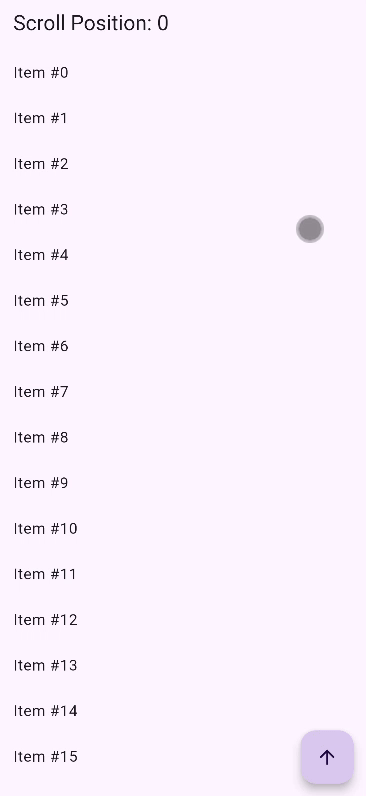 Scroll Position: 0
Item #0
Item #1
Item #2
Item #3
Item #4
Item #5
Item #6
Item #7
Item #8
Item #9
Item #10
Item #11
Item #12
Item #13
Item #14
Item #15